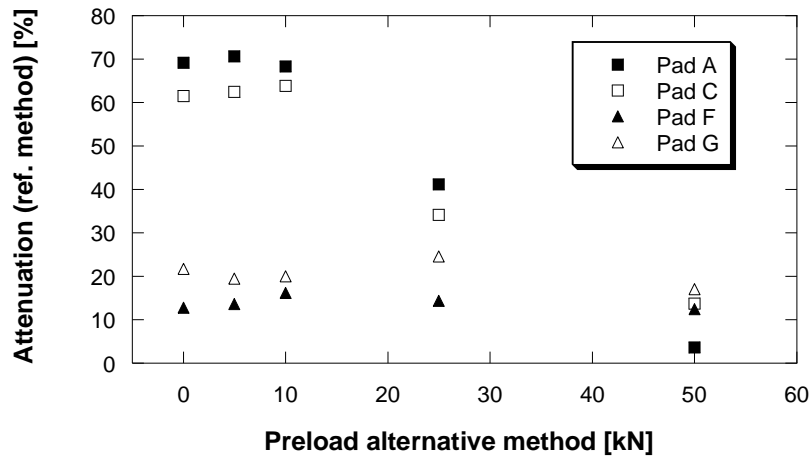 Attenuation (ref. method) [%]
80
70
60
50
40
30
20
10
0
Pad A
Pad C
Pad F
Pad G
0 10 20 30 40 50 60
Preload alternative method [kN]